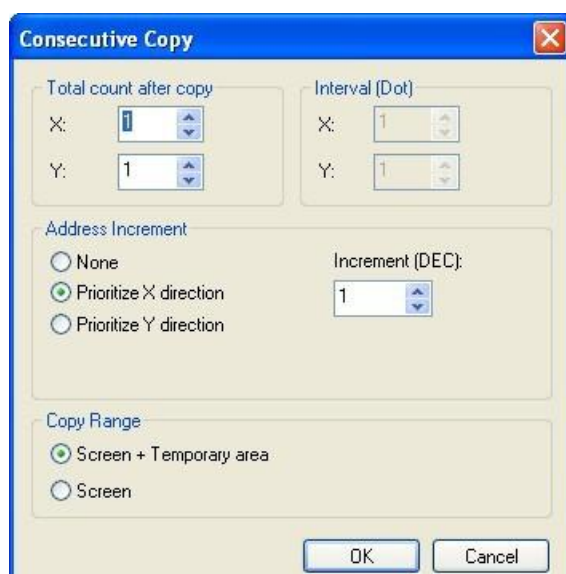 Consecutive Copy
Total count after copy
X: 1
Y: 1
Interval (Dot)
X: 1
Y: 1
Address Increment
None
Prioritize X direction
Prioritize Y direction
Increment (DEC):
1
Copy Range
Screen + Temporary area
Screen
OK
Cancel